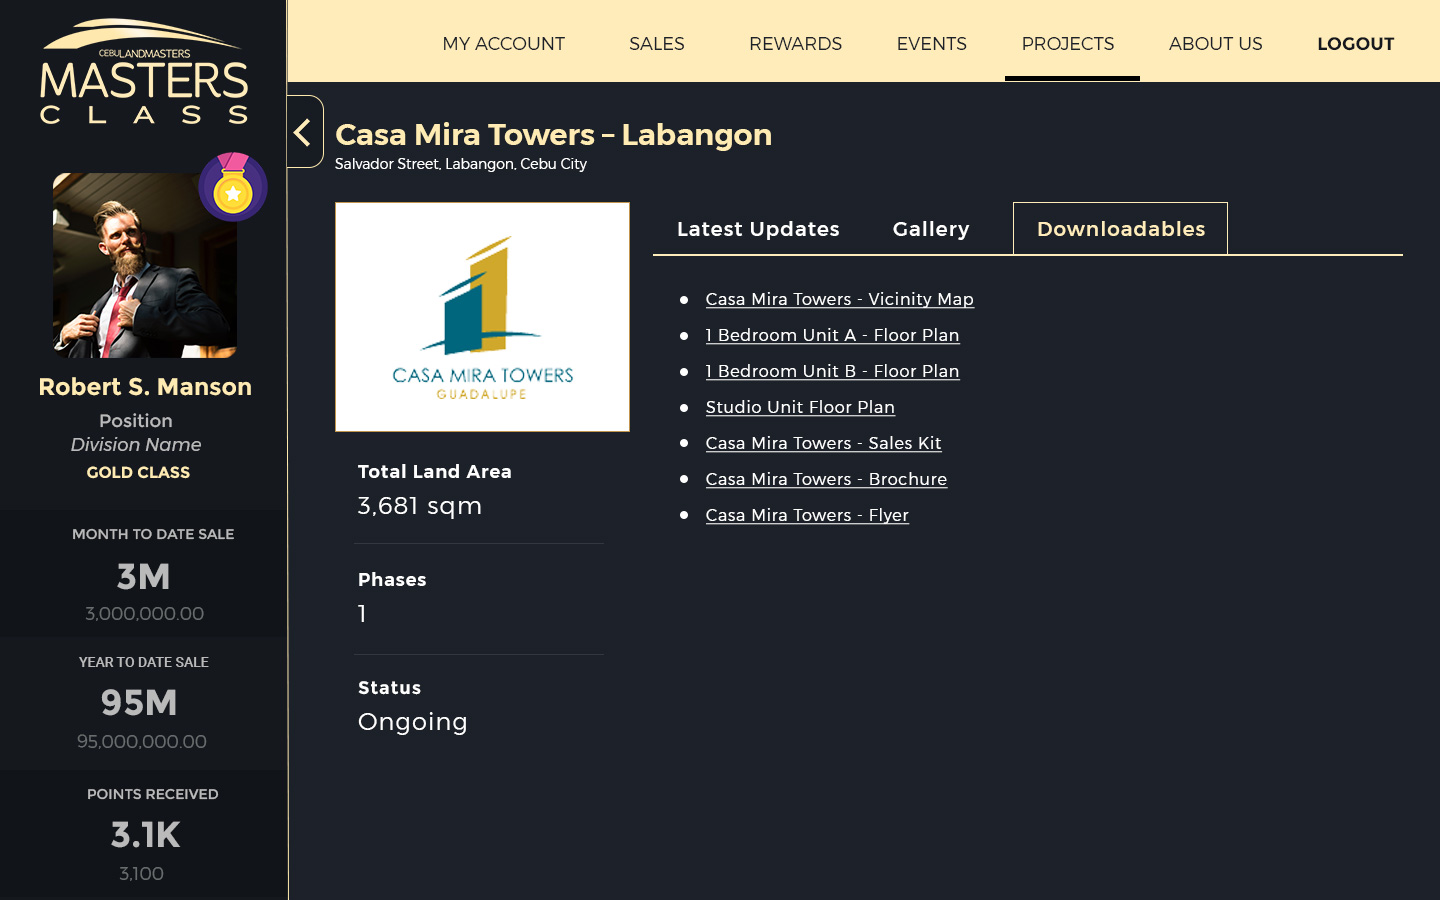 CEBULANDMASTERS
MASTERS
CLASS
Robert S. Manson
Position
Division Name
GOLD CLASS
MONTH TO DATE SALE
3M
3,000,000.00
YEAR TO DATE SALE
95M
95,000,000.00
POINTS RECEIVED
3.1K
3,100
MY ACCOUNT
SALES
REWARDS
EVENTS
PROJECTS
ABOUT US
LOGOUT
Casa Mira Towers – Labangon
Salvador Street, Labangon, Cebu City
CASA MIRA TOWERS
GUADALUPE
Total Land Area
3,681 sqm
Phases
1
Status
Ongoing
Latest Updates
Gallery
Downloadables
Casa Mira Towers - Vicinity Map
1 Bedroom Unit A - Floor Plan
1 Bedroom Unit B - Floor Plan
Studio Unit Floor Plan
Casa Mira Towers - Sales Kit
Casa Mira Towers - Brochure
Casa Mira Towers - Flyer